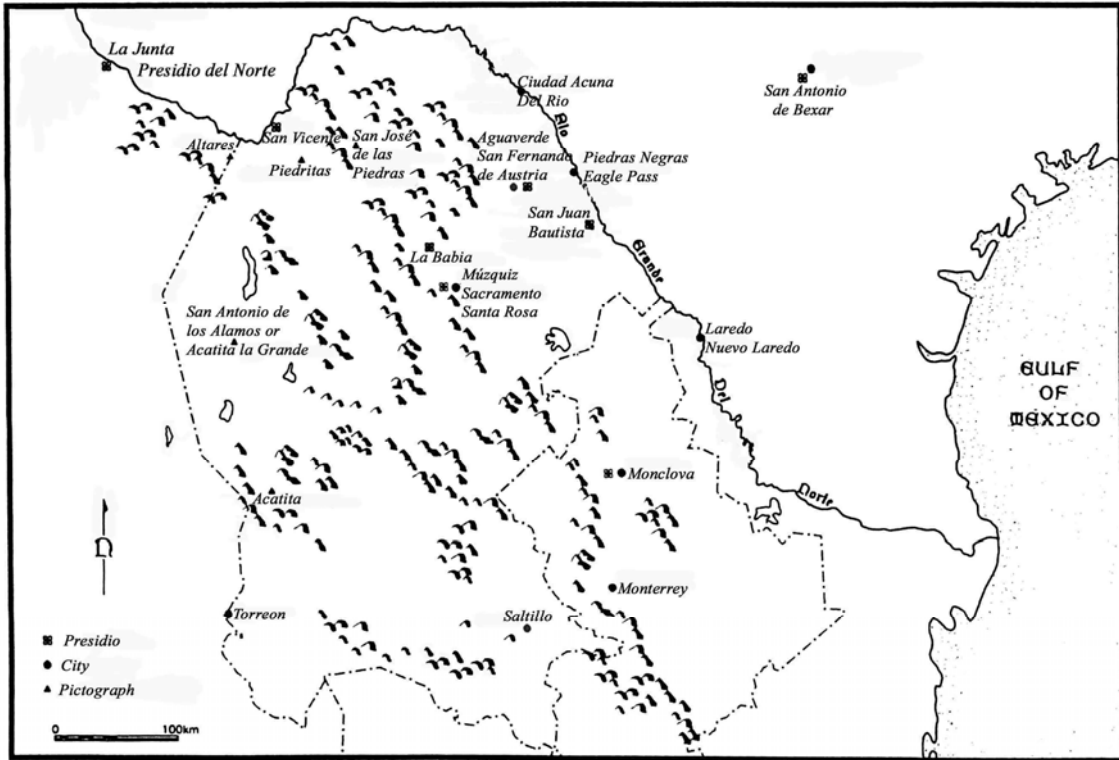 La Junta
Presidio del Norte
Ciudad Acuna
Del Rio
San Antonio
de Bexar
Rio
San Vicente
San José
de las
Piedras
Altares
Piedritas
Aguaverde
San Fernando
de Austria
Piedras Negras
Eagle Pass
San Juan
Bautista
Grande
La Babia
Múzquiz
Sacramento
Santa Rosa
San Antonio de
los Alamos or
Acatita la Grande
Laredo
Nuevo Laredo
Del
GULF
OF
MÉXICO
Monclova
Acatita
Norte
N
Monterrey
Torreon
Saltillo
Presidio
City
Pictograph
0 100km